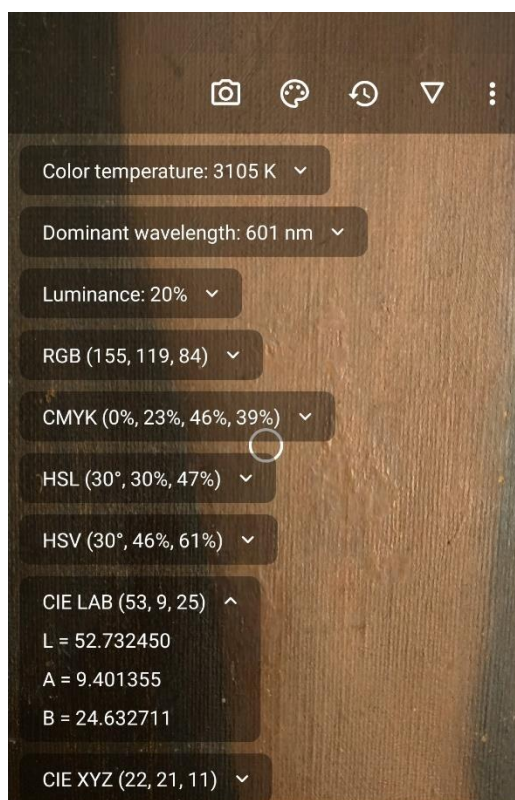 Color temperature: 3105 K
Dominant wavelength: 601 nm
Luminance: 20%
RGB (155, 119, 84)
CMYK (0%, 23%, 46%, 39%)
HSL (30°, 30%, 47%)
HSV (30°, 46%, 61%)
CIE LAB (53, 9, 25)
L = 52.732450
A = 9.401355
B = 24.632711
CIE XYZ (22, 21, 11)